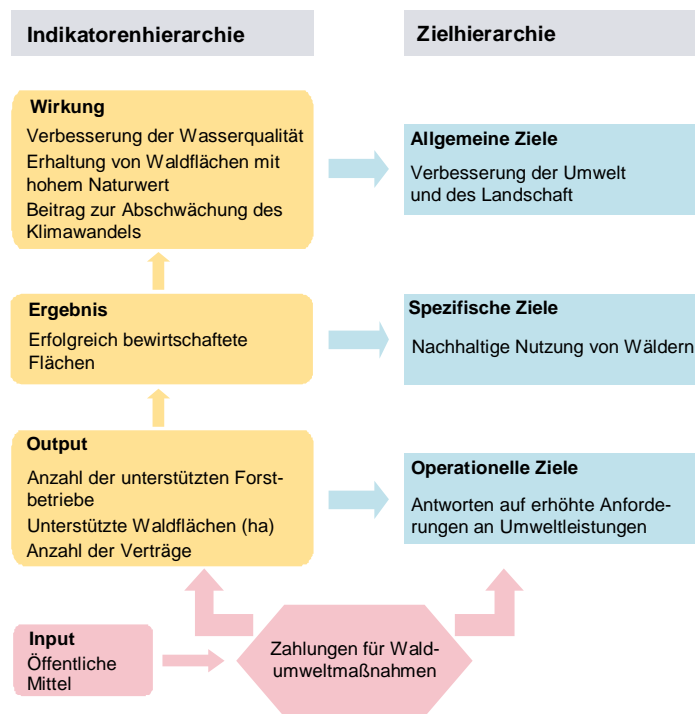 Indikatorenhierarchie
Zielhierarchie
Wirkung
Verbesserung der Wasserqualität
Erhaltung von Waldflächen mit
hohem Naturwert
Beitrag zur Abschwächung des
Klimawandels
Allgemeine Ziele
Verbesserung der Umwelt
und des Landschaft
Ergebnis
Erfolgreich bewirtschaftete
Flächen
Spezifische Ziele
Nachhaltige Nutzung von Wäldern
Output
Anzahl der unterstützten Forst-
betriebe
Unterstützte Waldflächen (ha)
Anzahl der Verträge
Operationelle Ziele
Antworten auf erhöhte Anforde-
rungen an Umweltleistungen
Input
Öffentliche
Mittel
Zahlungen für Wald-
umweltmaßnahmen